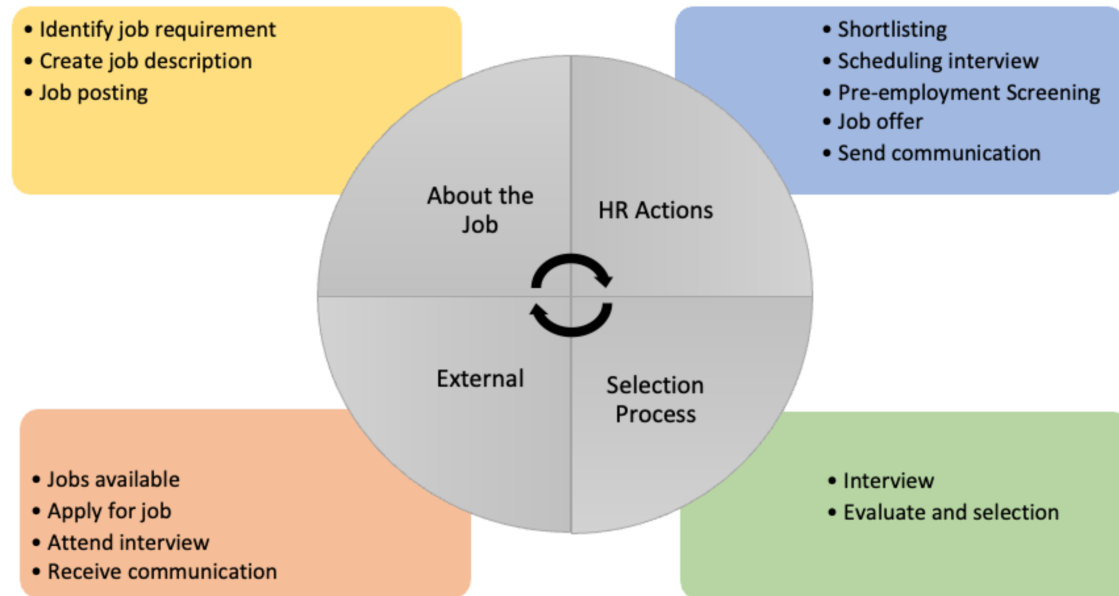 • Identify job requirement
• Create job description
• Job posting
• Shortlisting
• Scheduling interview
• Pre-employment Screening
• Job offer
• Send communication
About the
Job
HR Actions
External
Selection
Process
• Jobs available
• Apply for job
• Attend interview
• Receive communication
• Interview
• Evaluate and selection